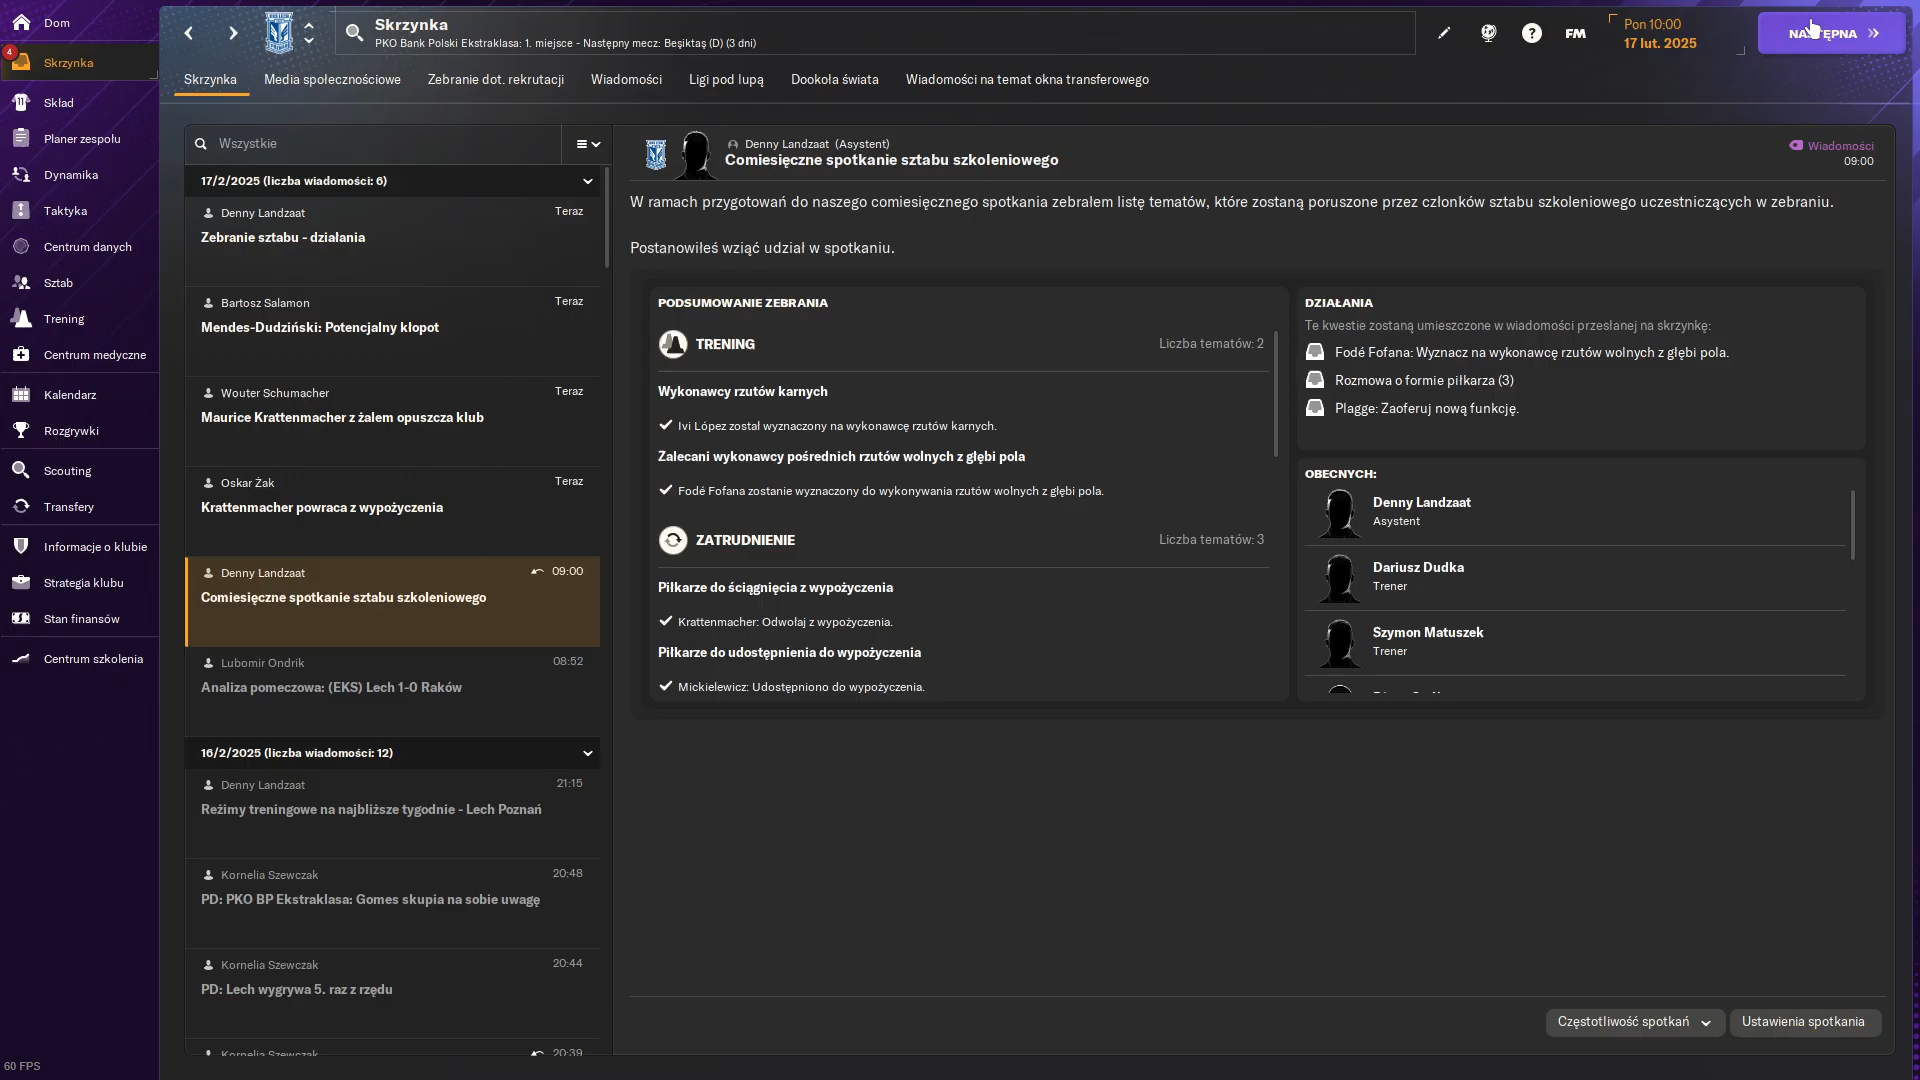 Dom
4
Skrzynka
Skład
Planer zespołu
Dynamika
Taktyka
Centrum danych
Sztab
Trening
Centrum medyczne
Kalendarz
Rozgrywki
Scouting
Transfery
Informacje o klubie
Strategia klubu
Stan finansów
Centrum szkolenia
60 FPS
Skrzynka
PKO Bank Polski Ekstraklasa: 1. miejsce - Następny mecz: Beşiktaş (D) (3 dni)
FM
Pon 10:00
17 lut. 2025
NASTĘPNA
Skrzynka
Media społecznościowe
Zebranie dot. rekrutacji
Wiadomości
Ligi pod lupą
Dookoła świata
Wiadomości na temat okna transferowego
Wszystkie
17/2/2025 (liczba wiadomości: 6)
Denny Landzaat Teraz
Zebranie sztabu - działania
Bartosz Salamon Teraz
Mendes-Dudziński: Potencjalny kłopot
Wouter Schumacher Teraz
Maurice Krattenmacher z żalem opuszcza klub
Oskar Żak Teraz
Krattenmacher powraca z wypożyczenia
Denny Landzaat 09:00
Comiesięczne spotkanie sztabu szkoleniowego
Lubomir Ondrik 08:52
Analiza pomeczowa: (EKS) Lech 1-0 Raków
16/2/2025 (liczba wiadomości: 12)
Denny Landzaat 21:15
Reżimy treningowe na najbliższe tygodnie - Lech Poznań
Kornelia Szewczak 20:48
PD: PKO BP Ekstraklasa: Gomes skupia na sobie uwagę
Kornelia Szewczak 20:44
PD: Lech wygrywa 5. raz z rzędu
Kornelia Szewczak 20:39
Denny Landzaat (Asystent)
Comiesięczne spotkanie sztabu szkoleniowego
Wiadomości
09:00
W ramach przygotowań do naszego comiesięcznego spotkania zebrałem listę tematów, które zostaną poruszone przez członków sztabu szkoleniowego uczestniczących w zebraniu.
Postanowiłeś wziąć udział w spotkaniu.
PODSUMOWANIE ZEBRANIA
TRENING Liczba tematów: 2
Wykonawcy rzutów karnych
Ivi López został wyznaczony na wykonawcę rzutów karnych.
Zalecani wykonawcy pośrednich rzutów wolnych z głębi pola
Fodé Fofana zostanie wyznaczony do wykonywania rzutów wolnych z głębi pola.
ZATRUDNIENIE Liczba tematów: 3
Piłkarze do ściągnięcia z wypożyczenia
Krattenmacher: Odwołaj z wypożyczenia.
Piłkarze do udostępnienia do wypożyczenia
Mickielewicz: Udostępniono do wypożyczenia.
DZIAŁANIA
Te kwestie zostaną umieszczone w wiadomości przesłanej na skrzynkę:
Fodé Fofana: Wyznacz na wykonawcę rzutów wolnych z głębi pola.
Rozmowa o formie piłkarza (3)
Plagge: Zaoferuj nową funkcję.
OBECNYCH:
Denny Landzaat
Asystent
Dariusz Dudka
Trener
Szymon Matuszek
Trener
Częstotliwość spotkań
Ustawienia spotkania